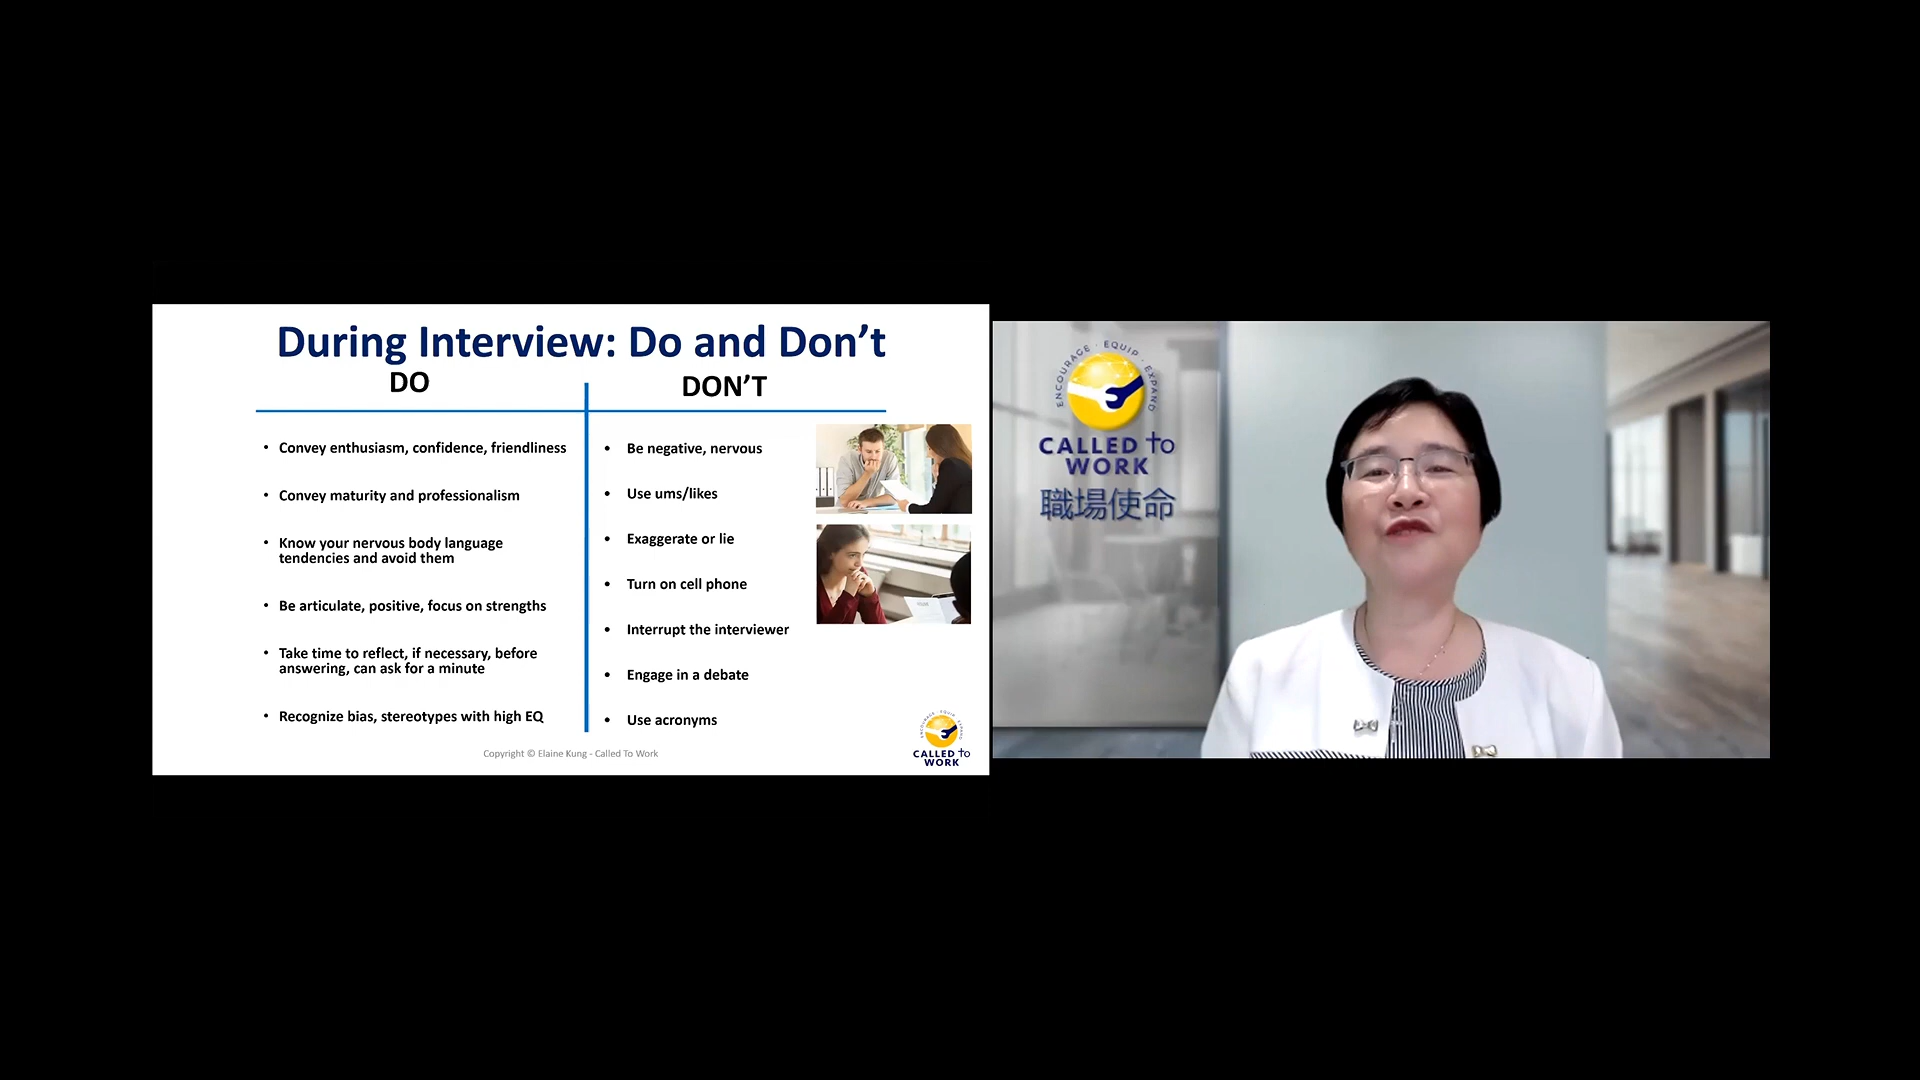 During Interview: Do and Don't
DO
Convey enthusiasm, confidence, friendliness
Convey maturity and professionalism
Know your nervous body language
tendencies and avoid them
Be articulate, positive, focus on strengths
Take time to reflect, if necessary, before
answering, can ask for a minute
Recognize bias, stereotypes with high EQ
DON'T
Be negative, nervous
Use ums/likes
Exaggerate or lie
Turn on cell phone
Interrupt the interviewer
Engage in a debate
Use acronyms
Copyright © Elaine Kung - Called To Work
ENCOURAGE · EQUIP · EXPAND
CALLED to
WORK
ENCOURAGE · EQUIP · EXPAND
CALLED to
WORK
職場使命